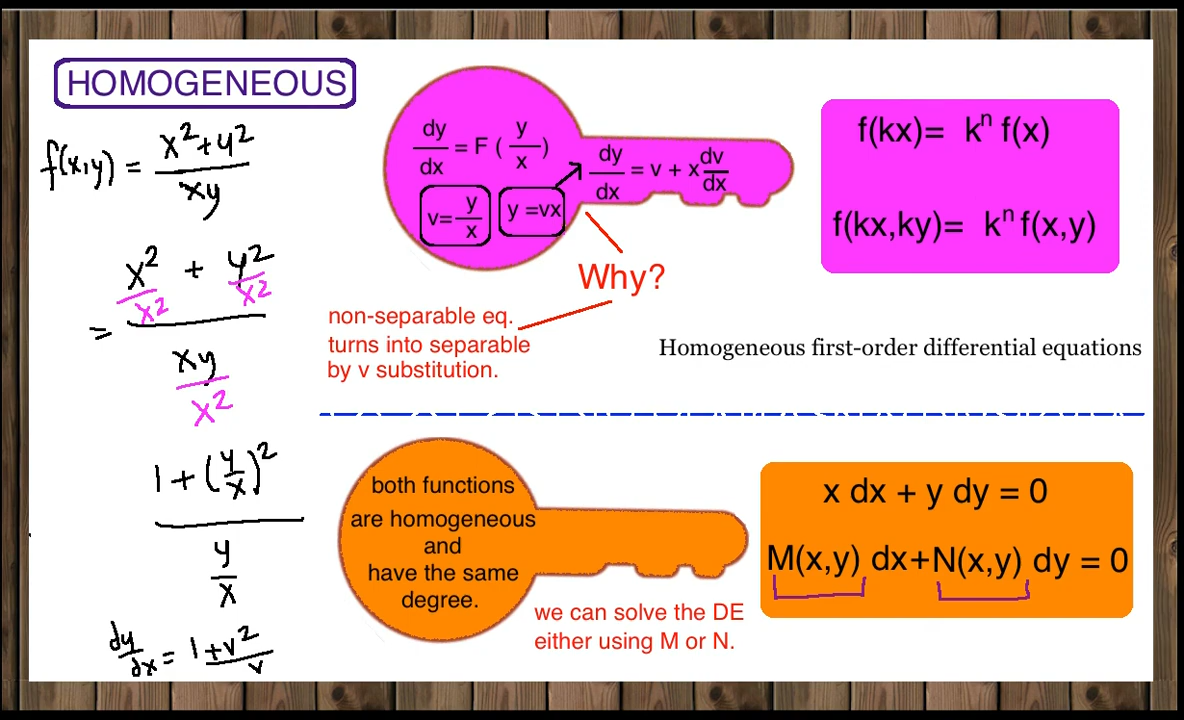 HOMOGENEOUS
f(x,y) = x²+y²
xy
= x² + y²
x² x²
xy
x²
1 + (y/x)²
y
x
dy/dx = 1+v²
v
dy/dx = F ( y/x )
v= y/x
y =vx
dy/dx = v + x dv/dx
Why?
non-separable eq.
turns into separable
by v substitution.
f(kx)= kⁿ f(x)
f(kx,ky)= kⁿ f(x,y)
Homogeneous first-order differential equations
both functions
are homogeneous
and
have the same
degree.
we can solve the DE
either using M or N.
x dx + y dy = 0
M(x,y) dx+N(x,y) dy = 0